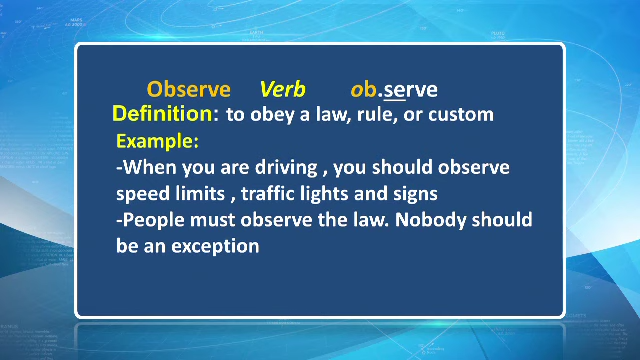 Observe Verb ob.serve
Definition: to obey a law, rule, or custom
Example:
-When you are driving , you should observe
speed limits , traffic lights and signs
-People must observe the law. Nobody should
be an exception